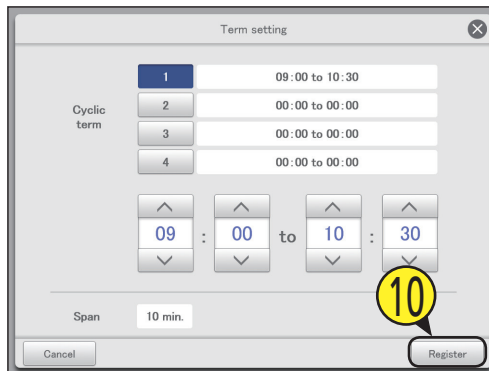 Term setting
1 09:00 to 10:30
Cyclic term
2 00:00 to 00:00
3 00:00 to 00:00
4 00:00 to 00:00
09 : 00 to 10 : 30
10
Span 10 min.
Cancel Register